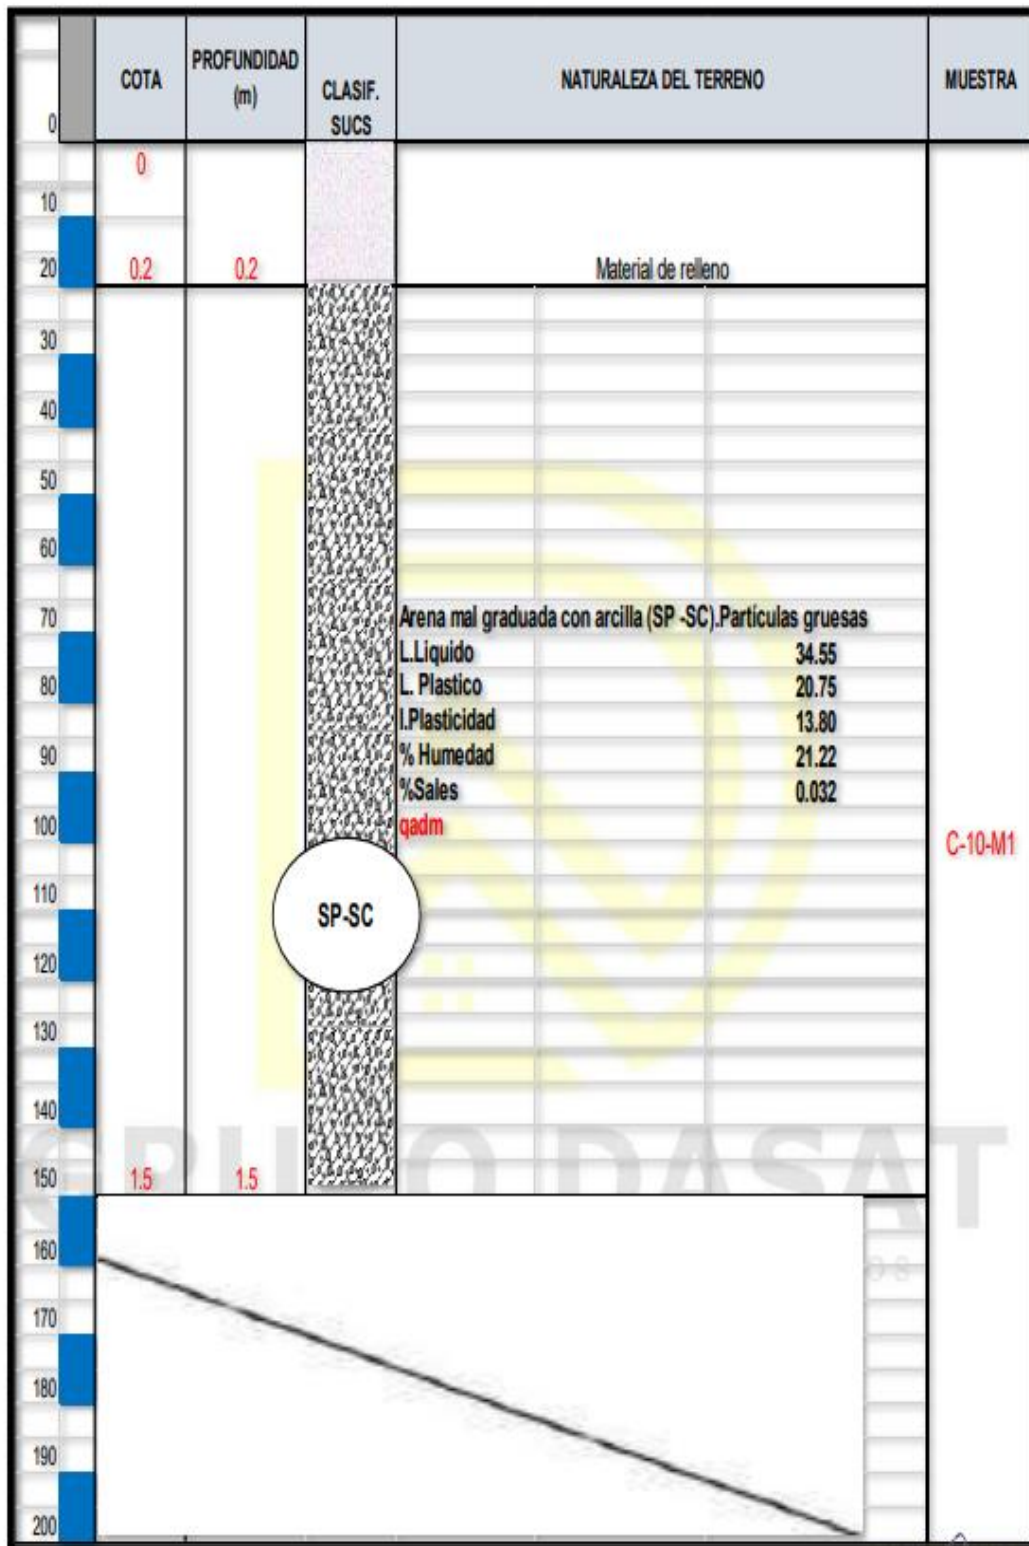 COTA
PROFUNDIDAD
(m)
CLASIF.
SUCS
NATURALEZA DEL TERRENO
MUESTRA
0
0
10
20
0.2
0.2
Material de relleno
30
40
50
60
70
Arena mal graduada con arcilla (SP -SC).Partículas gruesas
L.Liquido 34.55
80
L. Plastico 20.75
I.Plasticidad 13.80
90
% Humedad 21.22
%Sales 0.032
100
qadm
C-10-M1
110
SP-SC
120
130
140
GRUPO DASAT
150
1.5
1.5
160
170
180
190
200